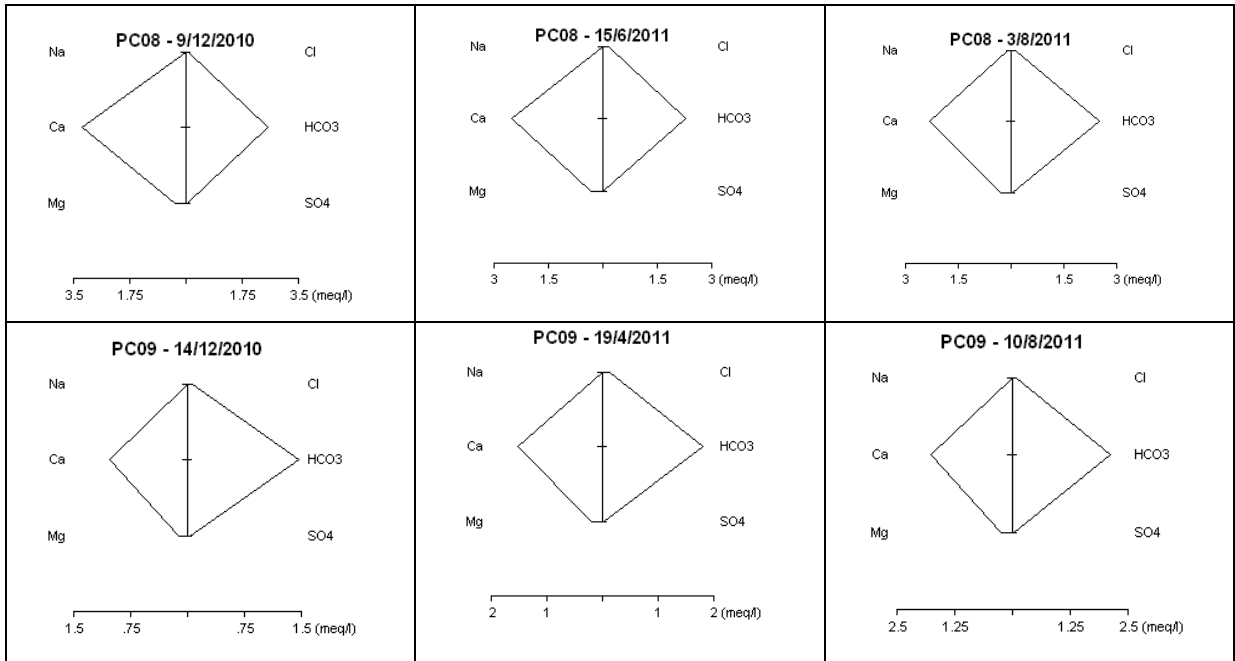 PC08 - 9/12/2010
Na Cl
Ca HCO3
Mg SO4
3.5 1.75 1.75 3.5 (meq/l)
PC08 - 15/6/2011
Na Cl
Ca HCO3
Mg SO4
3 1.5 1.5 3 (meq/l)
PC08 - 3/8/2011
Na Cl
Ca HCO3
Mg SO4
3 1.5 1.5 3 (meq/l)
PC09 - 14/12/2010
Na Cl
Ca HCO3
Mg SO4
1.5 .75 .75 1.5 (meq/l)
PC09 - 19/4/2011
Na Cl
Ca HCO3
Mg SO4
2 1 1 2 (meq/l)
PC09 - 10/8/2011
Na Cl
Ca HCO3
Mg SO4
2.5 1.25 1.25 2.5 (meq/l)